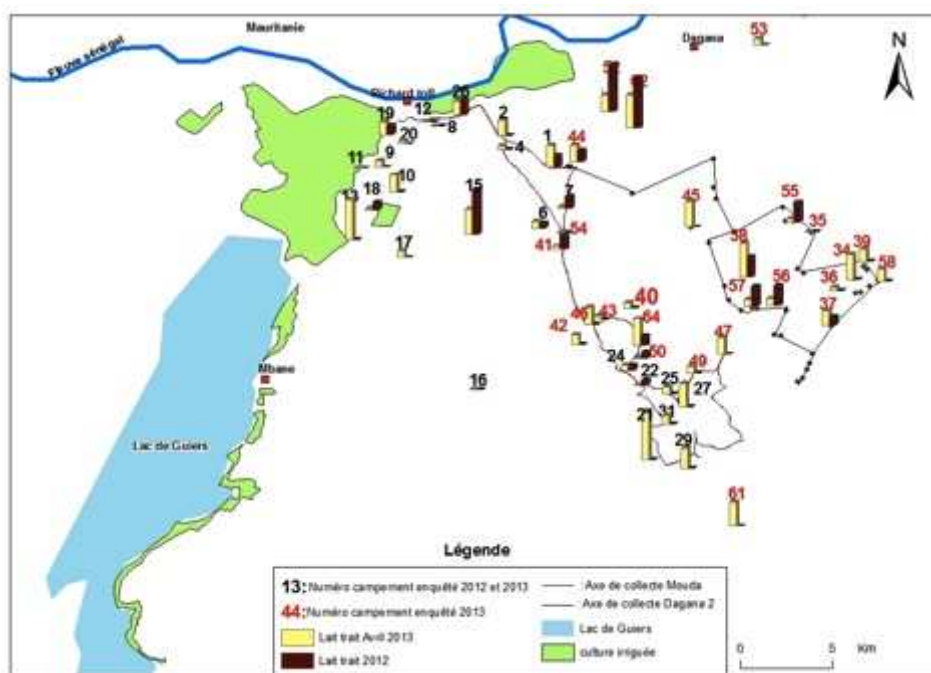 Mauritanie
53
Dagana
N
Fleuve sénégal
Richard toll
26
12
2
19
8
20
4
1
44
11
9
10
18
15
13
7
45
55
35
6
54
41
17
38
34
39
58
36
57
56
37
40
43
42
64
47
50
24
49
22
25
27
Mbane
16
21
31
29
Lac de Guiers
61
Légende
13: Numéro campement enquêté 2012 et 2013
44: Numéro campement enquêté 2013
Lait trait Avril 2013
Lait trait 2012
Axe de collecte Mouda
Axe de collecte Dagana 2
Lac de Guiers
culture irriguée
0 5 Km